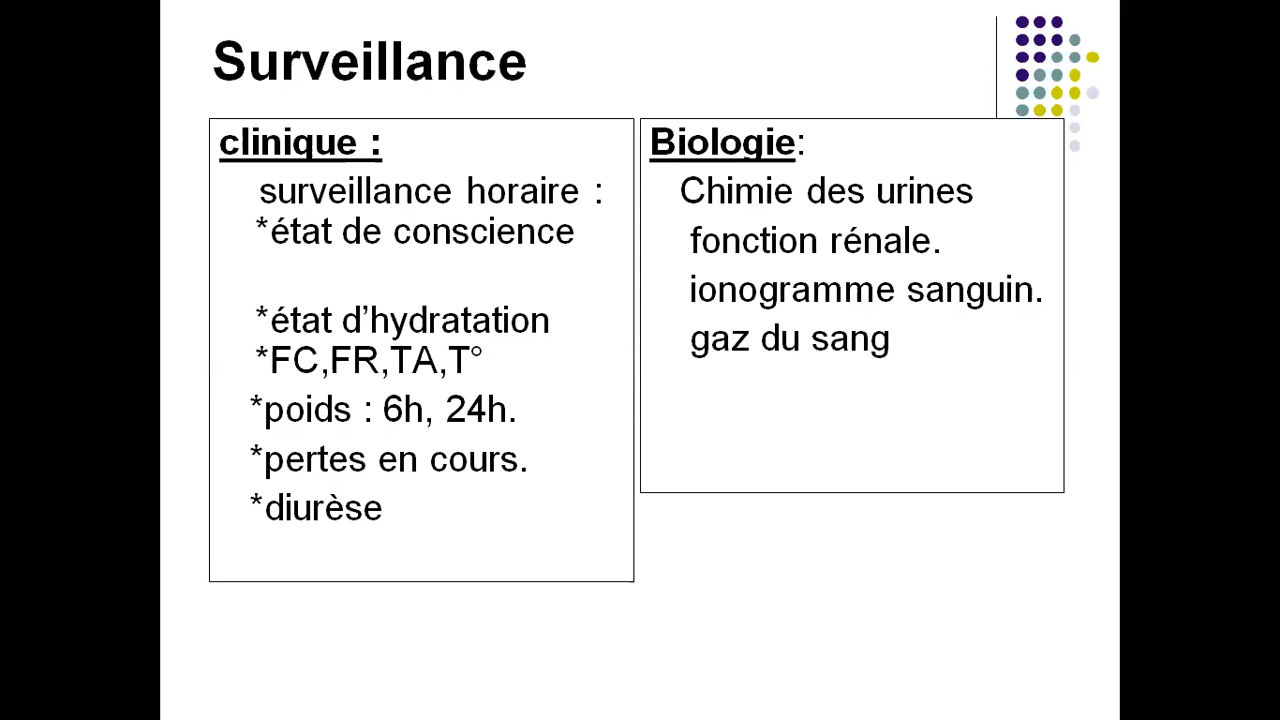 Surveillance
clinique :
surveillance horaire :
*état de conscience
*état d’hydratation
*FC,FR,TA,T°
*poids : 6h, 24h.
*pertes en cours.
*diurèse
Biologie:
Chimie des urines
fonction rénale.
ionogramme sanguin.
gaz du sang